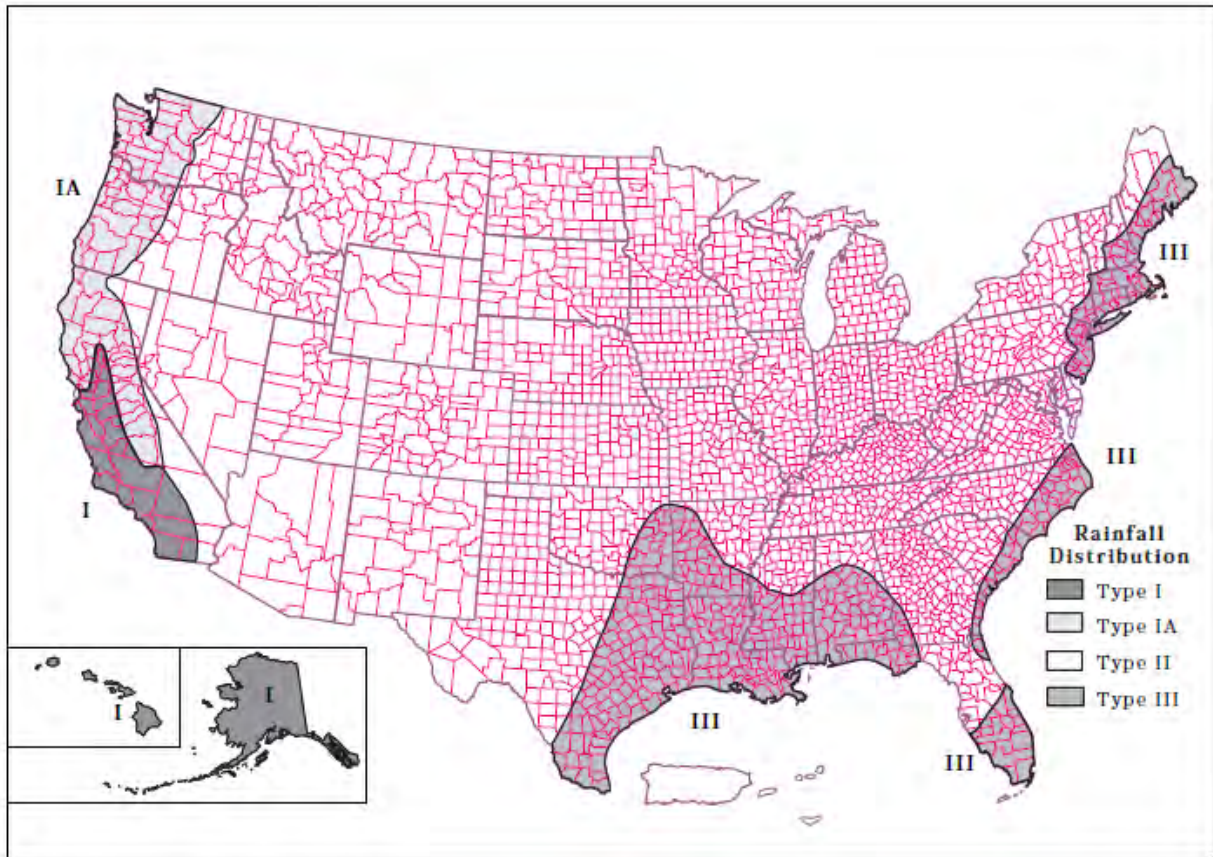 IA
III
III
I
Rainfall
Distribution
Type I
Type IA
Type II
Type III
I
I
III
III